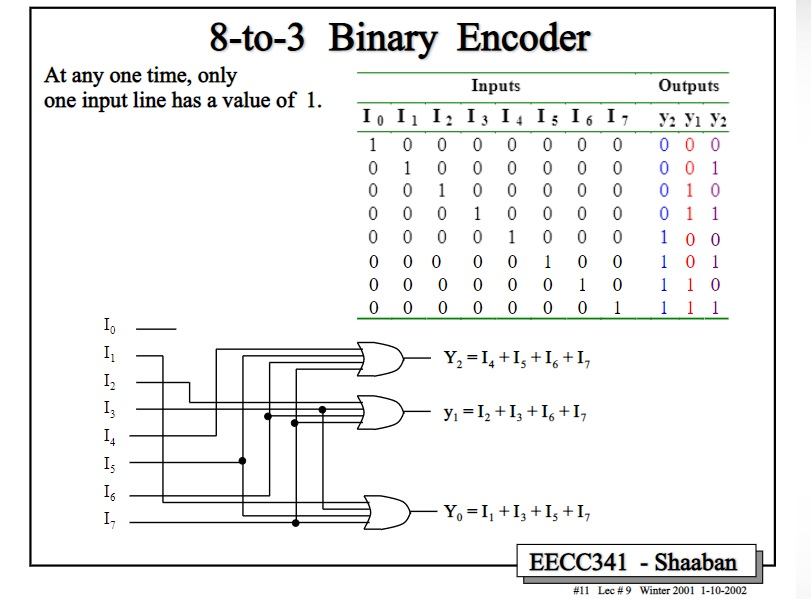 8-to-3 Binary Encoder
At any one time, only
one input line has a value of 1.
Inputs Outputs
I0 I1 I2 I3 I4 I5 I6 I7 y2 y1 y2
1 0 0 0 0 0 0 0 0 0 0
0 1 0 0 0 0 0 0 0 0 1
0 0 1 0 0 0 0 0 0 1 0
0 0 0 1 0 0 0 0 0 1 1
0 0 0 0 1 0 0 0 1 0 0
0 0 0 0 0 1 0 0 1 0 1
0 0 0 0 0 0 1 0 1 1 0
0 0 0 0 0 0 0 1 1 1 1
I0
I1
I2
I3
I4
I5
I6
I7
Y2 = I4 + I5 + I6 + I7
y1 = I2 + I3 + I6 + I7
Y0 = I1 + I3 + I5 + I7
EECC341 - Shaaban
#11 Lec # 9 Winter 2001 1-10-2002